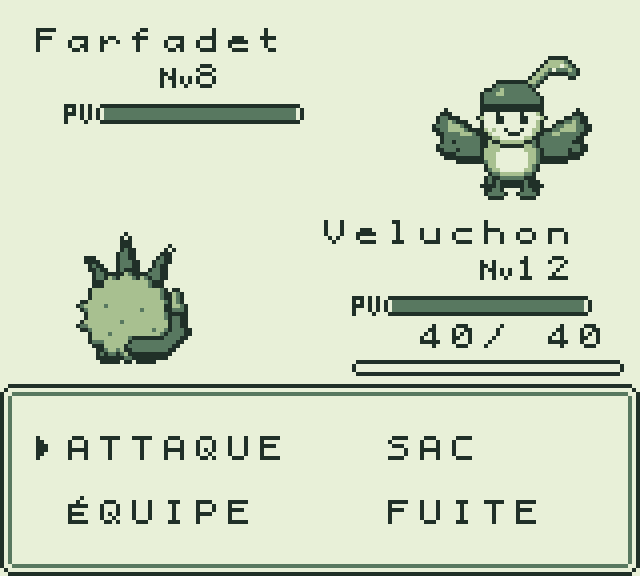 Farfadet
Nv8
PV
Veluchon
Nv12
PV
40/ 40
ATTAQUE SAC
ÉQUIPE FUITE